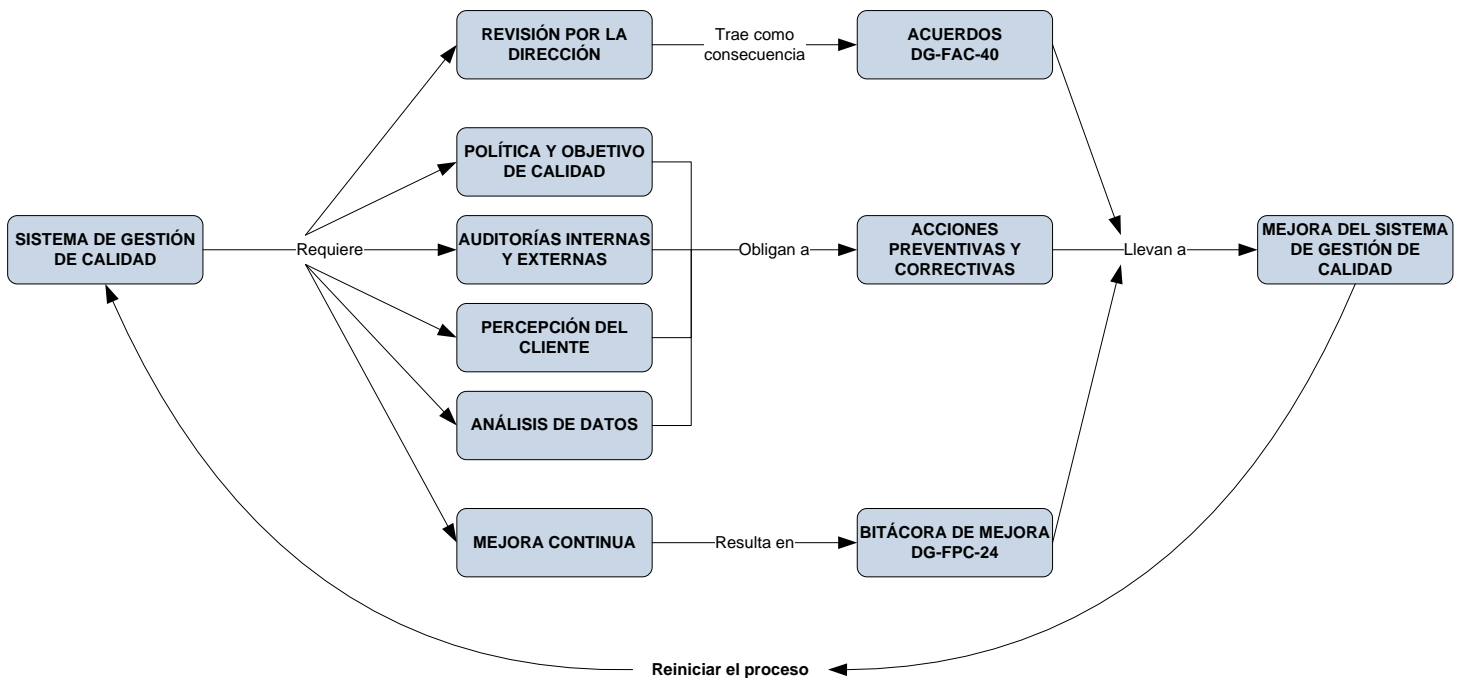 REVISIÓN POR LA
DIRECCIÓN
Trae como
consecuencia
ACUERDOS
DG-FAC-40
POLÍTICA Y OBJETIVO
DE CALIDAD
SISTEMA DE GESTIÓN
DE CALIDAD
Requiere
AUDITORÍAS INTERNAS
Y EXTERNAS
Obligan a
ACCIONES
PREVENTIVAS Y
CORRECTIVAS
Llevan a
MEJORA DEL SISTEMA
DE GESTIÓN DE
CALIDAD
PERCEPCIÓN DEL
CLIENTE
ANÁLISIS DE DATOS
MEJORA CONTINUA
Resulta en
BITÁCORA DE MEJORA
DG-FPC-24
Reiniciar el proceso